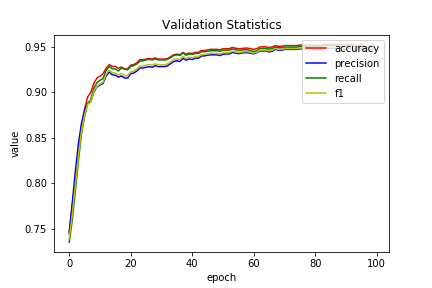 Validation Statistics
0.95
0.90
0.85
0.80
0.75
value
accuracy
precision
recall
f1
0 20 40 60 80 100
epoch